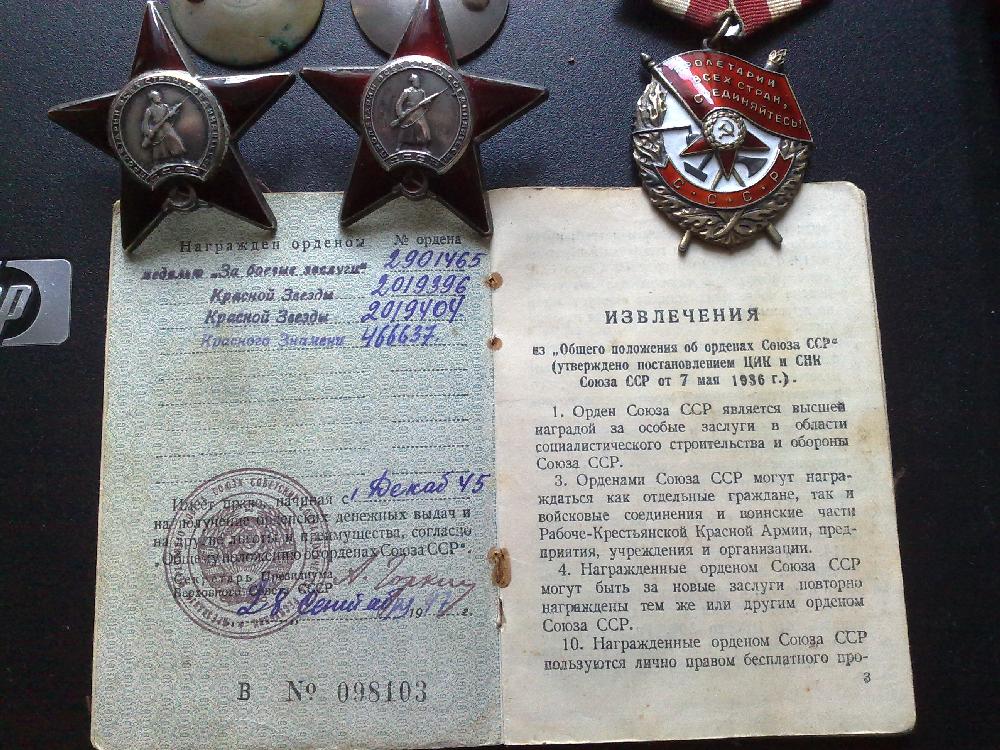 ПРОЛЕТАРИИ
ВСЕХ СТРАН,
СОЕДИНЯЙТЕСЬ!
СССР
hp
Награжден орденом № ордена
медалью „За боевые заслуги" 2901465
Красной Звезды 2019396
Красной Звезды 2019404
Красного Знамени 466637.
Имеет право, начиная с 1 Декаб 45
на получение орденских денежных выдач и
на другие льготы и преимущества, согласно
„Общему положению об орденах Союза ССР".
Секретарь Президиума
Верховного Совета СССР
28 Сентября 1947 г.
В № 098103
ИЗВЛЕЧЕНИЯ
из „Общего положения об орденах Союза ССР"
(утверждено постановлением ЦИК и СНК
Союза ССР от 7 мая 1936 г.).
1. Орден Союза ССР является высшей
наградой за особые заслуги в области
социалистического строительства и обороны
Союза ССР.
3. Орденами Союза ССР могут награ-
ждаться как отдельные граждане, так и
войсковые соединения и воинские части
Рабоче-Крестьянской Красной Армии, пред-
приятия, учреждения и организации.
4. Награжденные орденом Союза ССР
могут быть за новые заслуги повторно
награждены тем же или другим орденом
Союза ССР.
10. Награжденные орденом Союза ССР
пользуются лично правом бесплатного про-
3